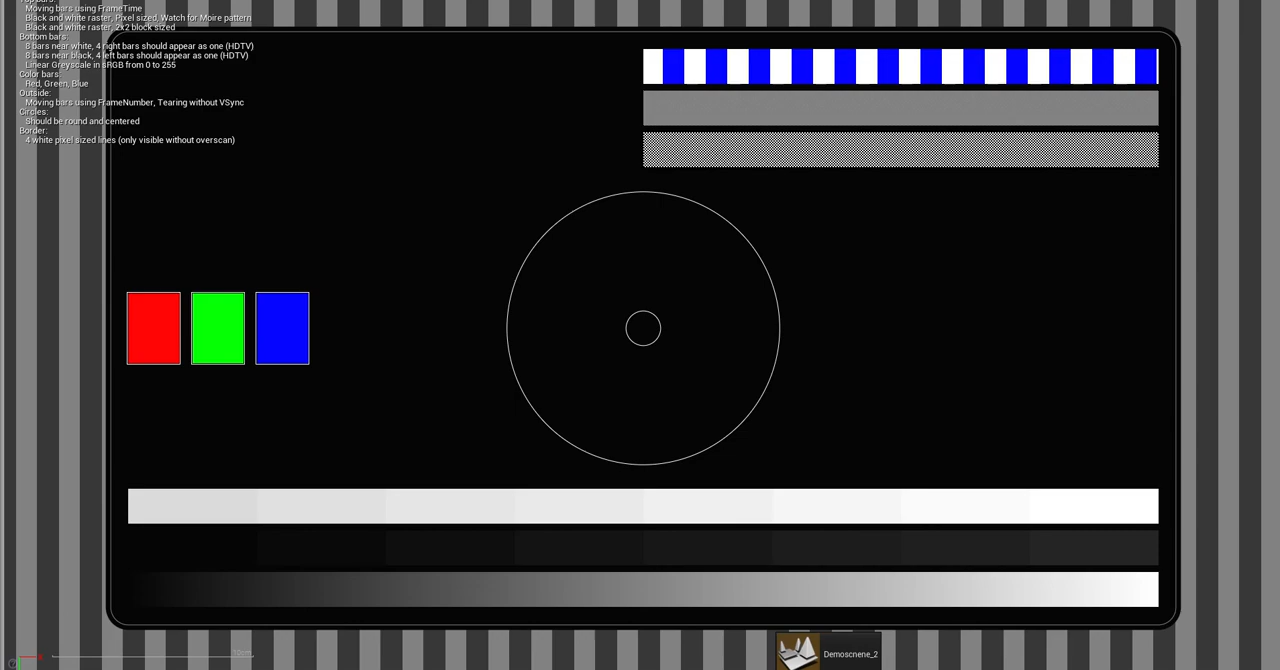 Top bars:
Moving bars using FrameTime
Black and white raster, Pixel sized, Watch for Moire pattern
Black and white raster, 2x2 block sized
Bottom bars:
8 bars near white, 4 right bars should appear as one (HDTV)
8 bars near black, 4 left bars should appear as one (HDTV)
Linear Greyscale in sRGB from 0 to 255
Color bars:
Red, Green, Blue
Outside:
Moving bars using FrameNumber, Tearing without VSync
Circles:
Should be round and centered
Border:
4 white pixel sized lines (only visible without overscan)
Demoscnene_2